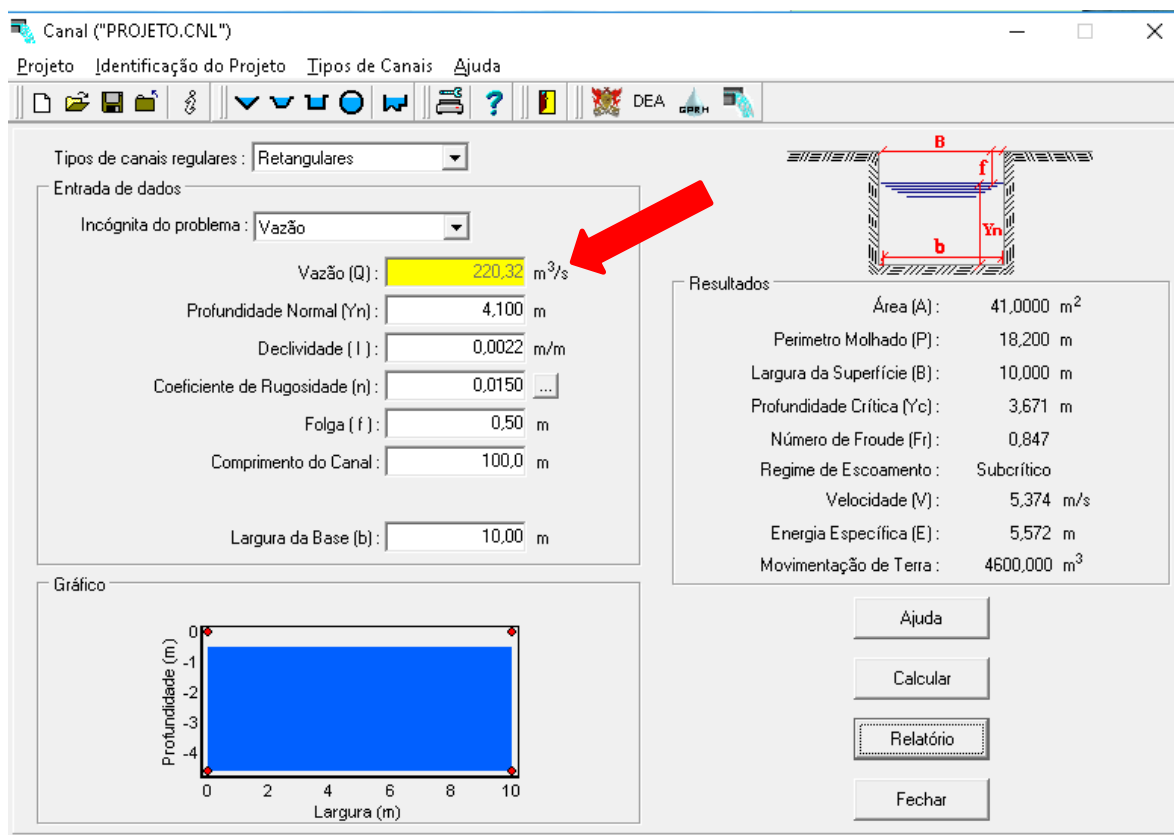 Canal ("PROJETO.CNL")
Projeto Identificação do Projeto Tipos de Canais Ajuda
DEA GPRH
Tipos de canais regulares : Retangulares
Entrada de dados
Incógnita do problema : Vazão
Vazão (Q) : 220,32 m³/s
Profundidade Normal (Yn) : 4,100 m
Declividade ( I ) : 0,0022 m/m
Coeficiente de Rugosidade (n) : 0,0150 ...
Folga ( f ) : 0,50 m
Comprimento do Canal : 100,0 m
Largura da Base (b) : 10,00 m
B
f
Yn
b
Resultados
Área (A) : 41,0000 m²
Perimetro Molhado (P) : 18,200 m
Largura da Superfície (B) : 10,000 m
Profundidade Crítica (Yc) : 3,671 m
Número de Froude (Fr) : 0,847
Regime de Escoamento : Subcrítico
Velocidade (V) : 5,374 m/s
Energia Específica (E) : 5,572 m
Movimentação de Terra : 4600,000 m³
Gráfico
Profundidade (m)
0
-1
-2
-3
-4
0 2 4 6 8 10
Largura (m)
Ajuda
Calcular
Relatório
Fechar